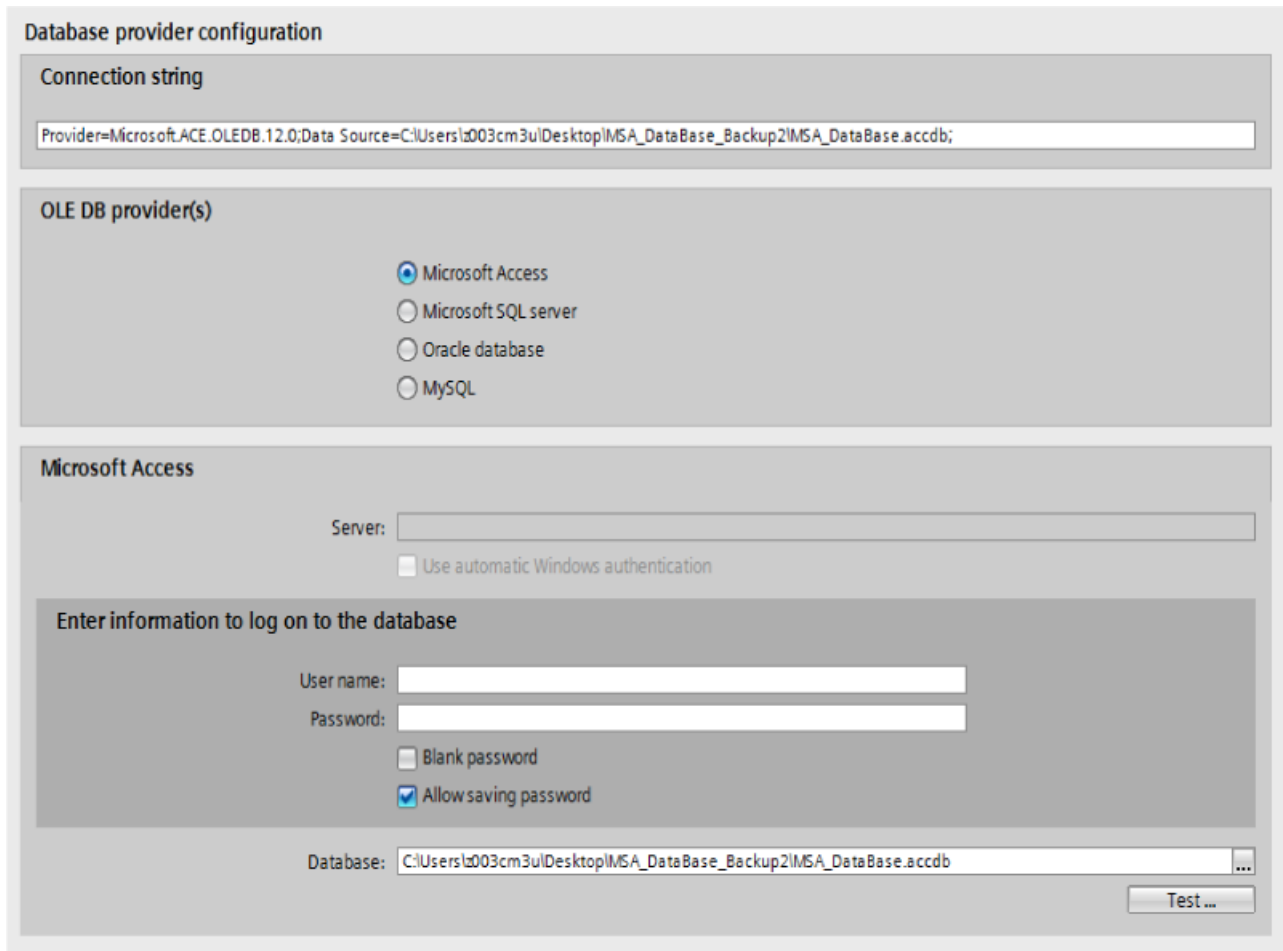 Database provider configuration
Connection string
Provider=Microsoft.ACE.OLEDB.12.0;Data Source=C:\Users\z003cm3u\Desktop\MSA_DataBase_Backup2\MSA_DataBase.accdb;
OLE DB provider(s)
Microsoft Access
Microsoft SQL server
Oracle database
MySQL
Microsoft Access
Server:
Use automatic Windows authentication
Enter information to log on to the database
User name:
Password:
Blank password
Allow saving password
Database: C:\Users\z003cm3u\Desktop\MSA_DataBase_Backup2\MSA_DataBase.accdb ...
Test ...